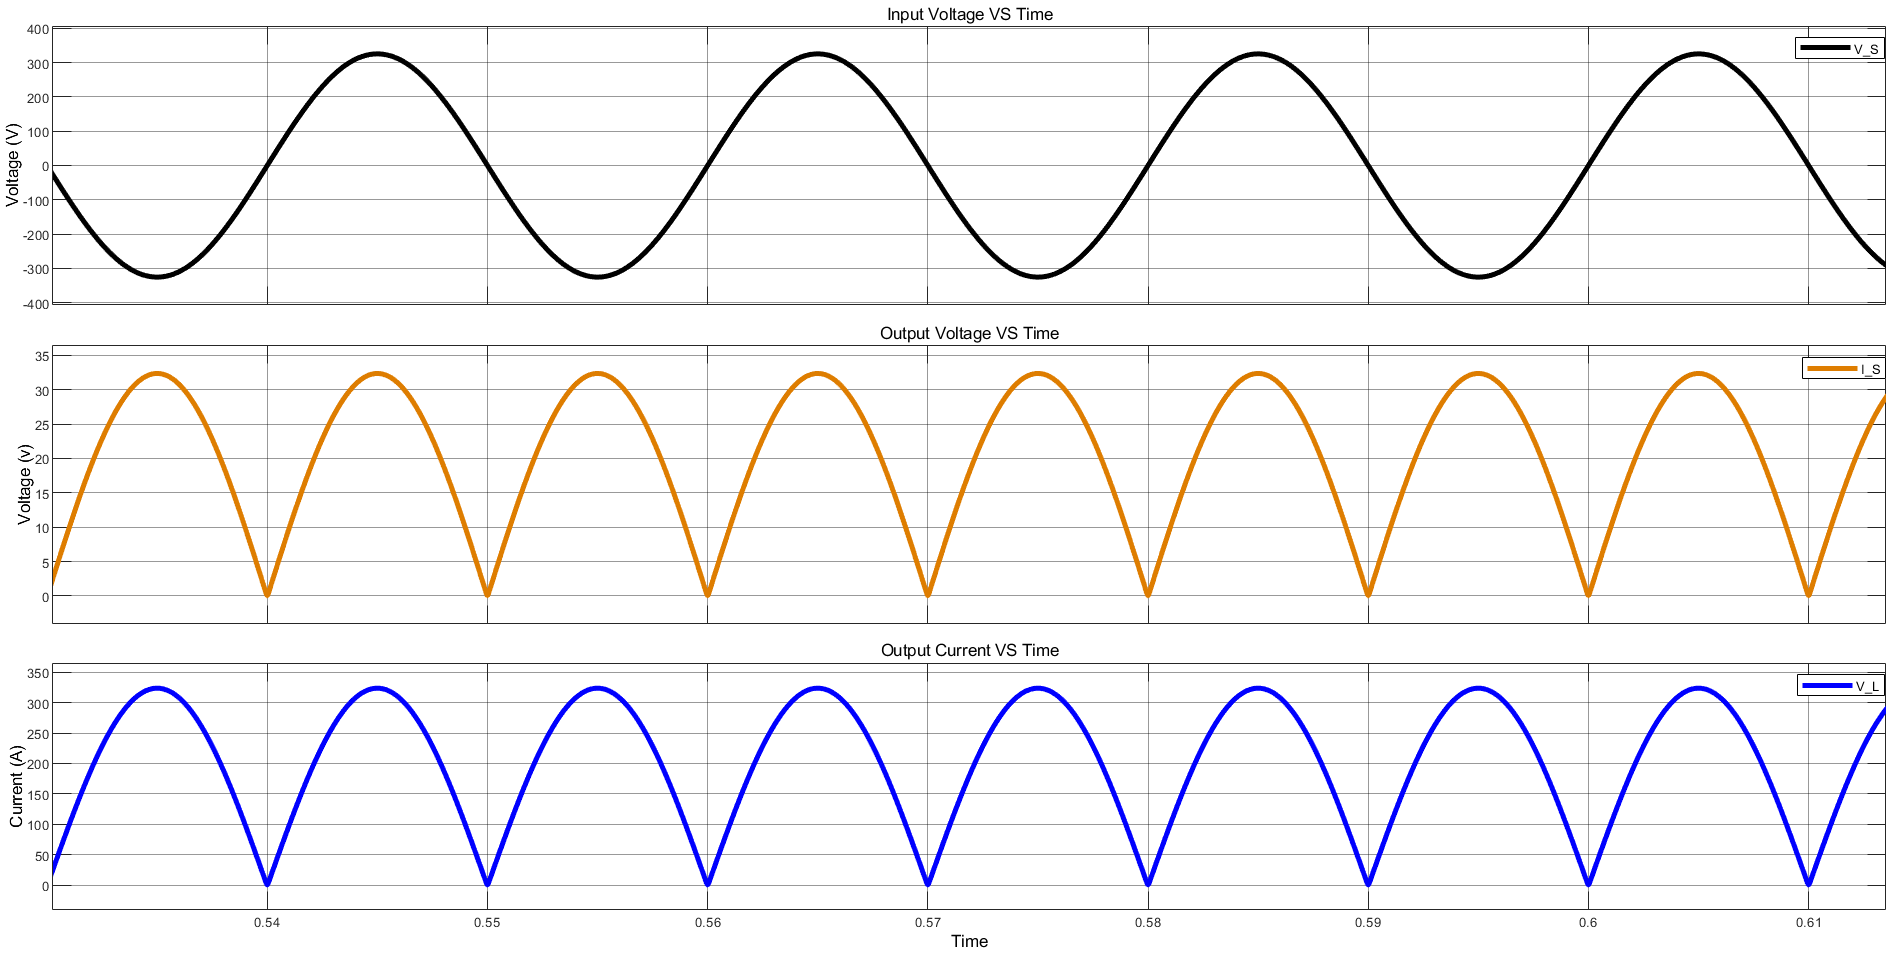 Input Voltage VS Time
400
300
200
100
0
-100
-200
-300
-400
Voltage (V)
V_S
Output Voltage VS Time
35
30
25
20
15
10
5
0
Voltage (v)
I_S
Output Current VS Time
350
300
250
200
150
100
50
0
Current (A)
V_L
0.54 0.55 0.56 0.57 0.58 0.59 0.6 0.61
Time